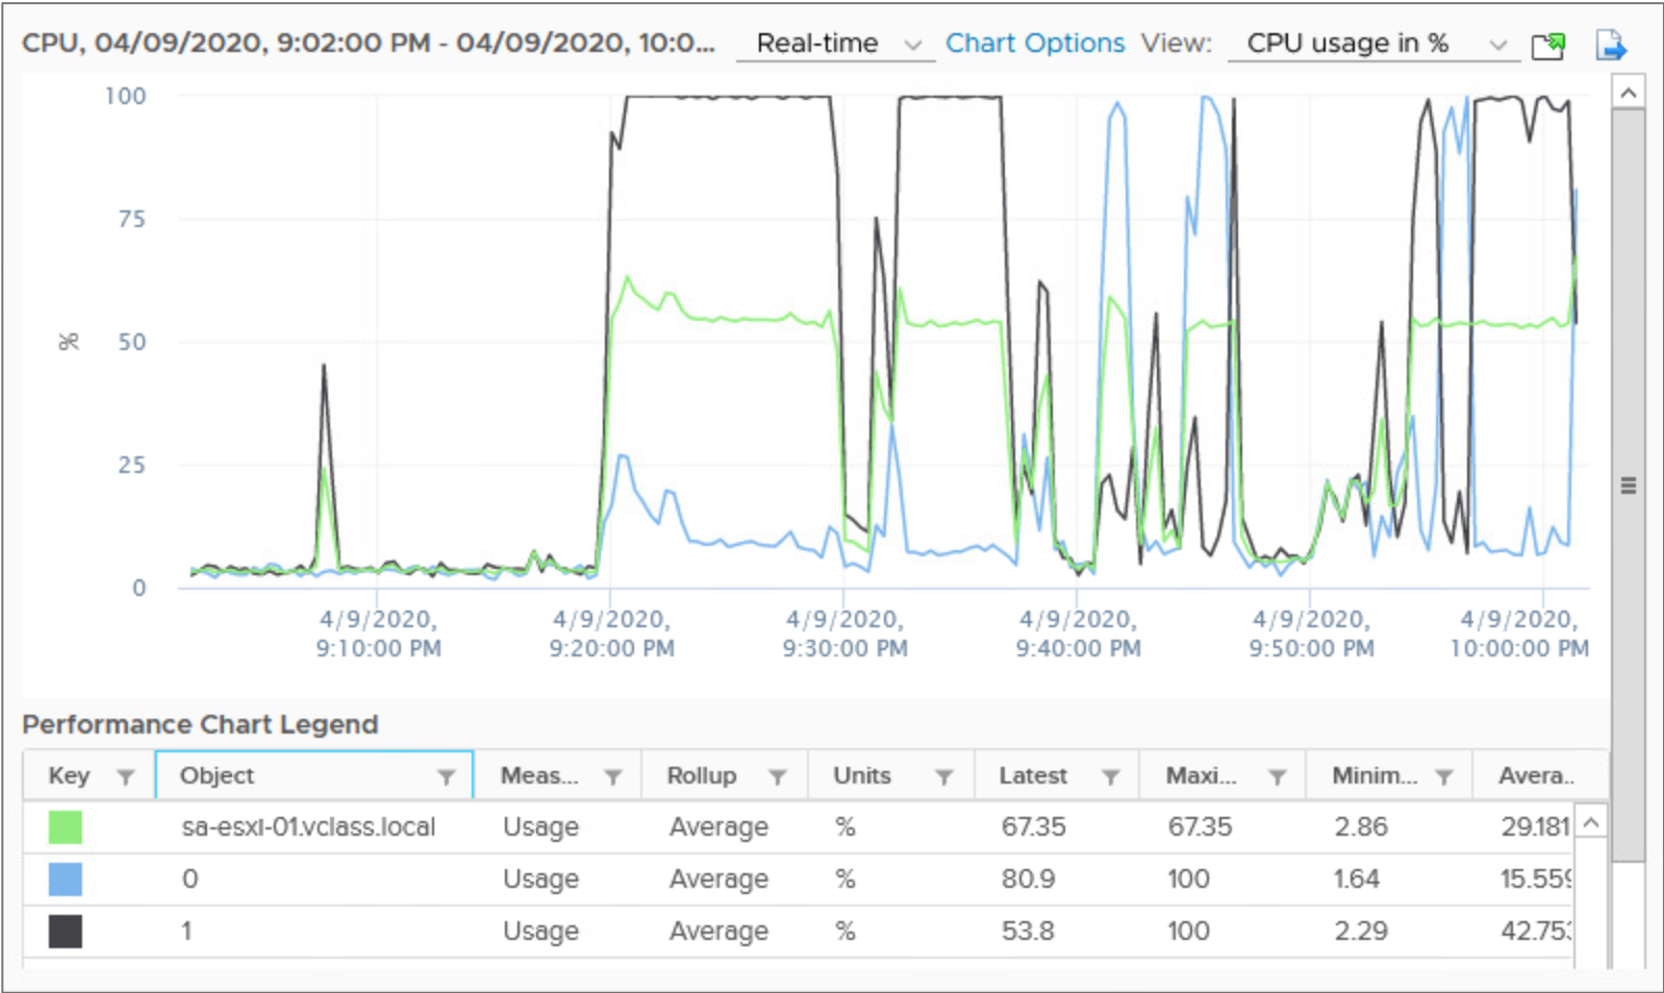 CPU, 04/09/2020, 9:02:00 PM - 04/09/2020, 10:0... Real-time Chart Options View: CPU usage in %
100
75
%
50
25
0
4/9/2020, 4/9/2020, 4/9/2020, 4/9/2020, 4/9/2020, 4/9/2020,
9:10:00 PM 9:20:00 PM 9:30:00 PM 9:40:00 PM 9:50:00 PM 10:00:00 PM
Performance Chart Legend
Key Object Meas... Rollup Units Latest Maxi... Minim... Avera..
sa-esxi-01.vclass.local Usage Average % 67.35 67.35 2.86 29.181
0 Usage Average % 80.9 100 1.64 15.559
1 Usage Average % 53.8 100 2.29 42.753